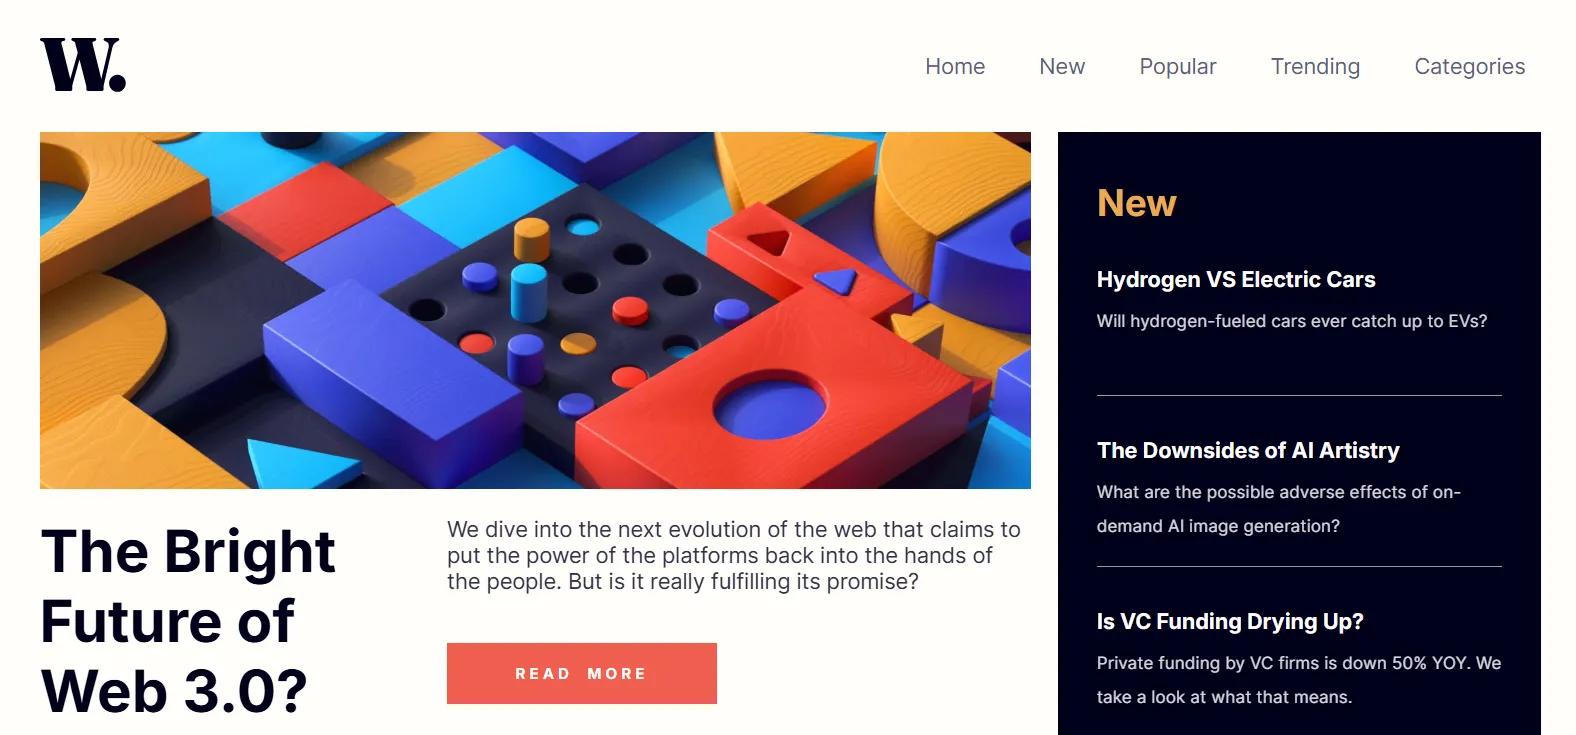 W.
Home New Popular Trending Categories
The Bright
Future of
Web 3.0?
We dive into the next evolution of the web that claims to
put the power of the platforms back into the hands of
the people. But is it really fulfilling its promise?
READ MORE
New
Hydrogen VS Electric Cars
Will hydrogen-fueled cars ever catch up to EVs?
The Downsides of AI Artistry
What are the possible adverse effects of on-
demand AI image generation?
Is VC Funding Drying Up?
Private funding by VC firms is down 50% YOY. We
take a look at what that means.